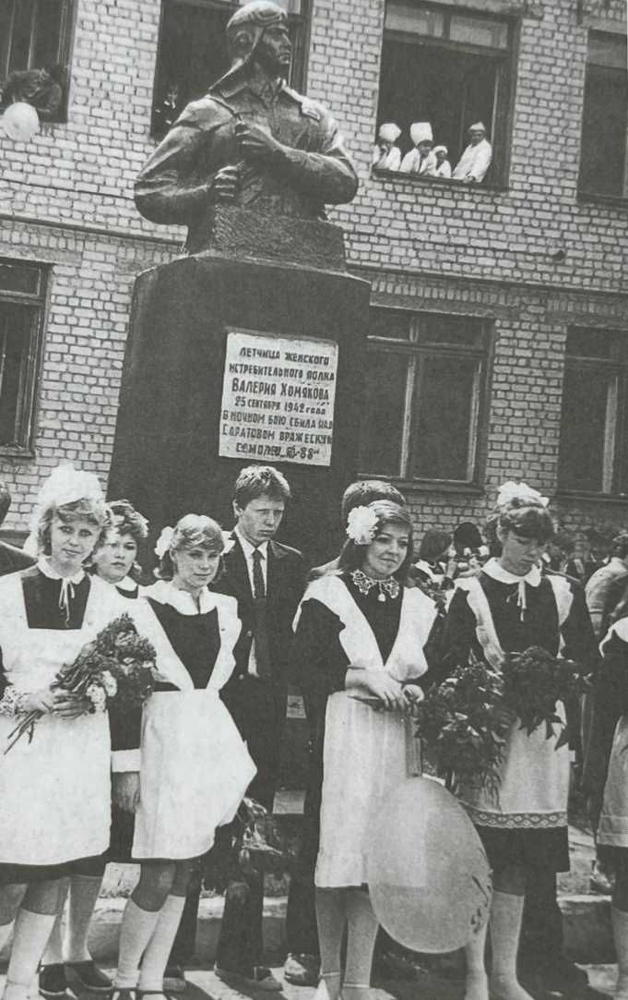 ЛЕТЧИЦА ЖЕНСКОГО
ИСТРЕБИТЕЛЬНОГО ПОЛКА
ВАЛЕРИЯ ХОМЯКОВА
25 СЕНТЯБРЯ 1942 ГОДА
В НОЧНОМ БОЮ СБИЛА НАД
САРАТОВОМ ВРАЖЕСКИЙ
САМОЛЕТ „Ю-88"